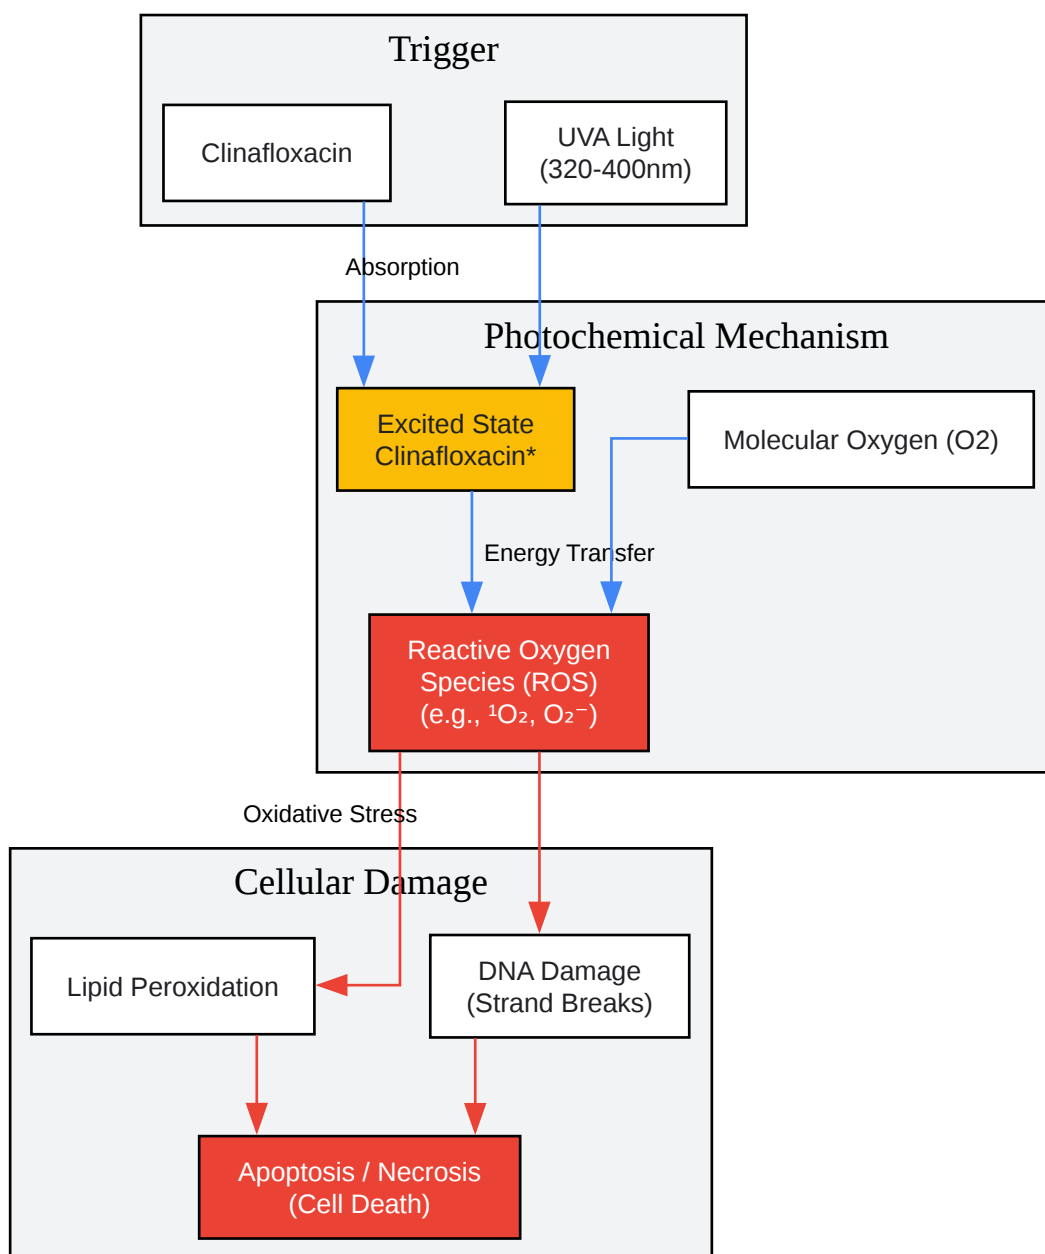 Trigger
Clinafloxacin
UVA Light
(320-400nm)
Absorption
Photochemical Mechanism
Excited State
Clinafloxacin*
Molecular Oxygen (O2)
Energy Transfer
Reactive Oxygen
Species (ROS)
(e.g., ¹O₂, O₂⁻)
Oxidative Stress
Cellular Damage
Lipid Peroxidation
DNA Damage
(Strand Breaks)
Apoptosis / Necrosis
(Cell Death)